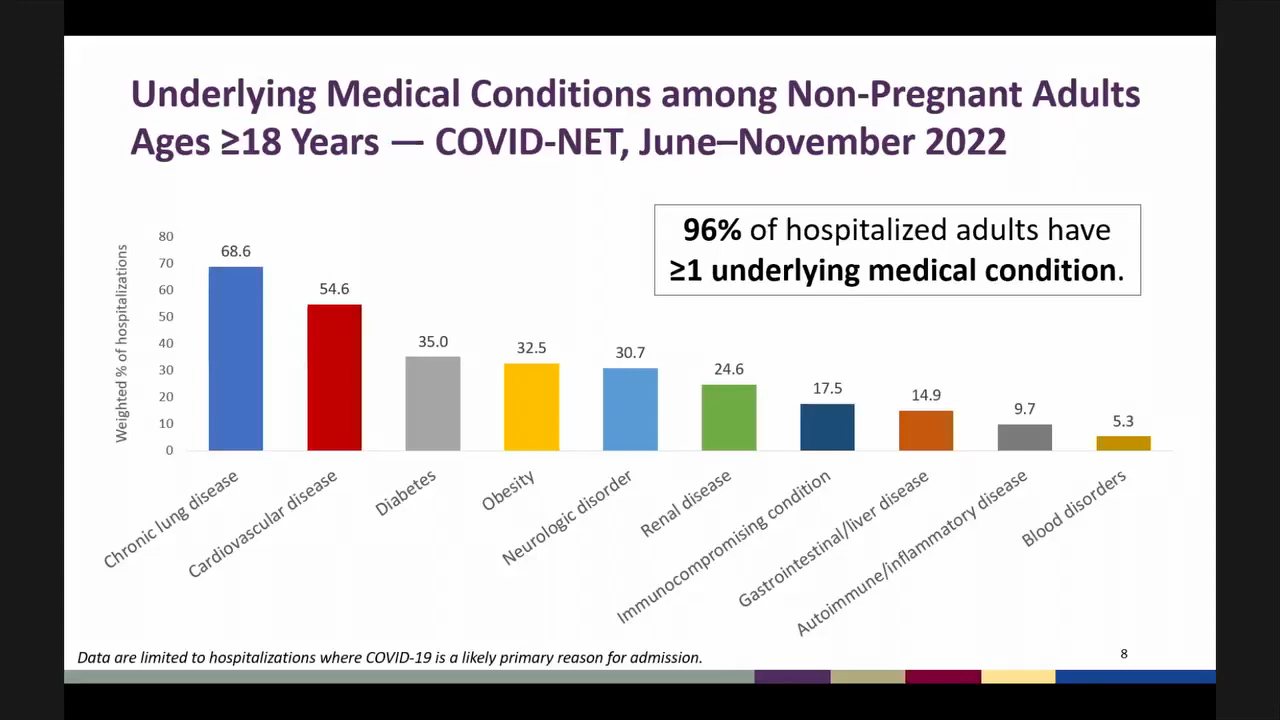 Underlying Medical Conditions among Non-Pregnant Adults
Ages ≥18 Years — COVID-NET, June–November 2022
96% of hospitalized adults have
≥1 underlying medical condition.
Weighted % of hospitalizations
80
70
60
50
40
30
20
10
0
68.6
54.6
35.0
32.5
30.7
24.6
17.5
14.9
9.7
5.3
Chronic lung disease
Cardiovascular disease
Diabetes
Obesity
Neurologic disorder
Renal disease
Immunocompromising condition
Gastrointestinal/liver disease
Autoimmune/inflammatory disease
Blood disorders
Data are limited to hospitalizations where COVID-19 is a likely primary reason for admission.
8